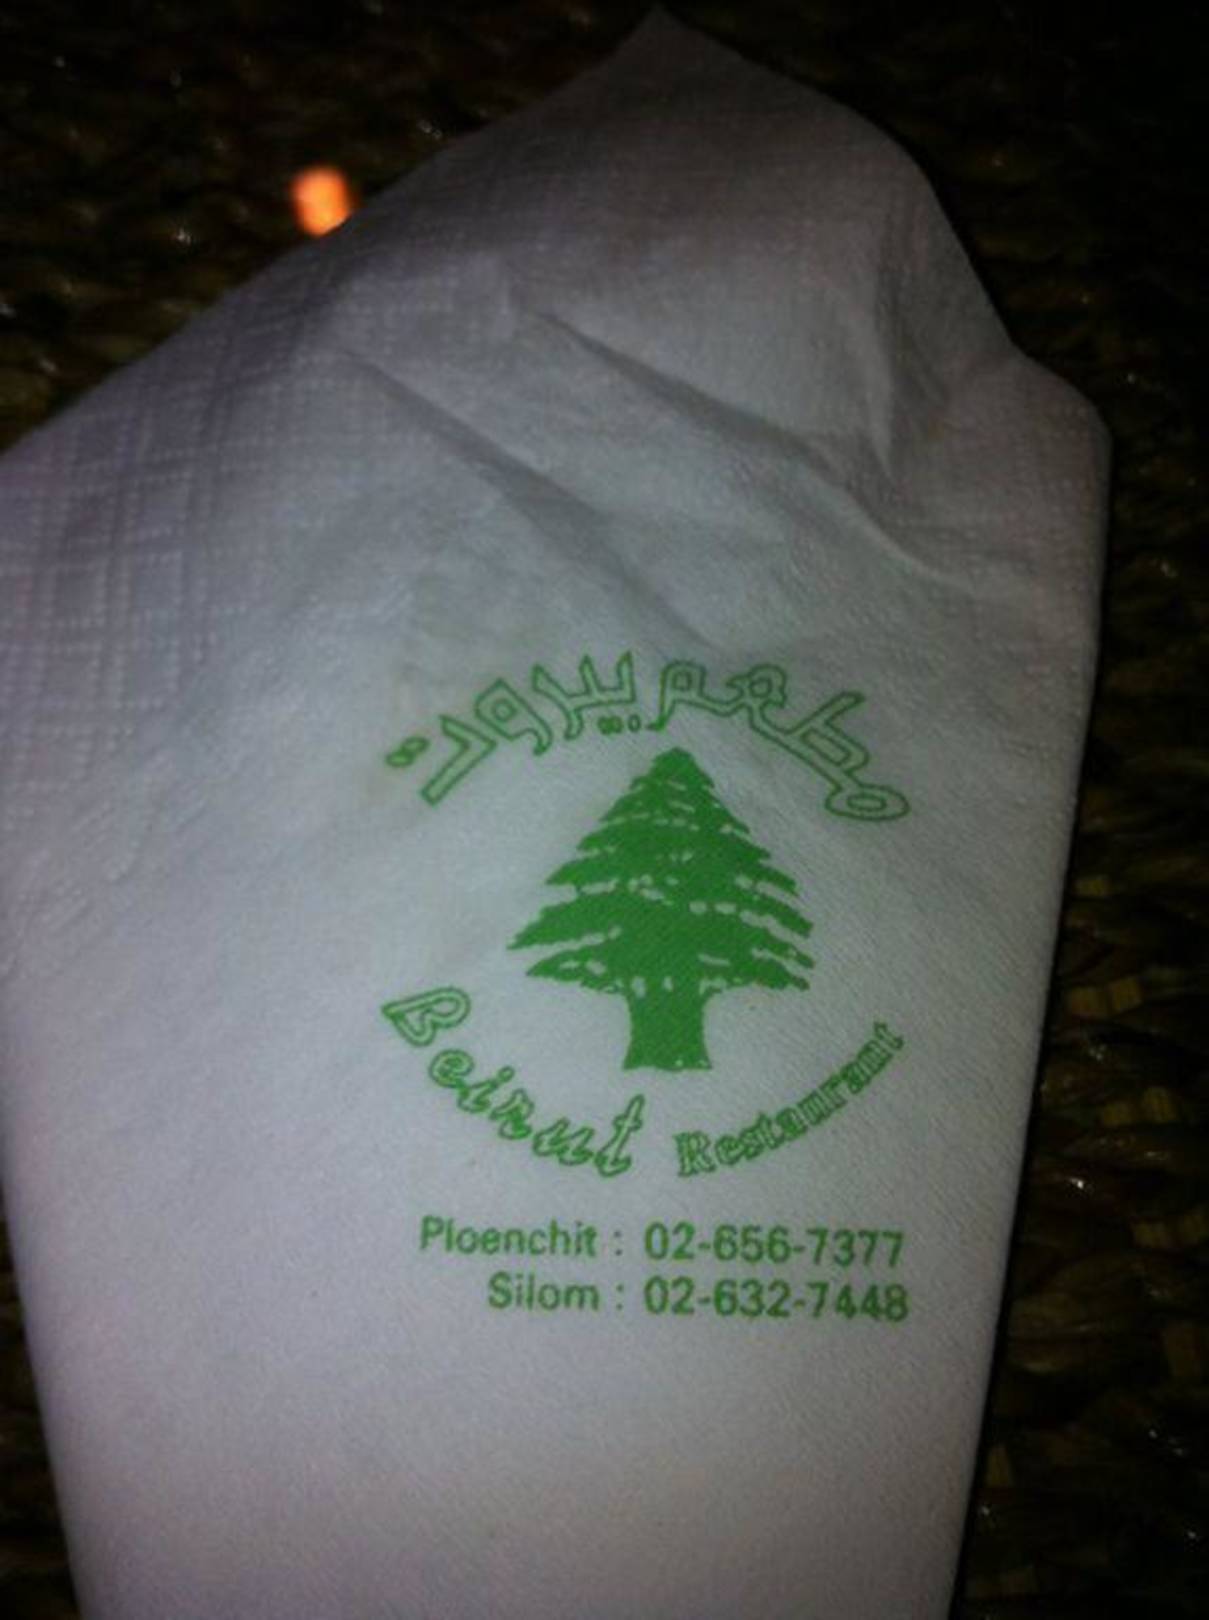 مطعم بيروت
Beirut Restaurant
Ploenchit : 02-656-7377
Silom : 02-632-7448